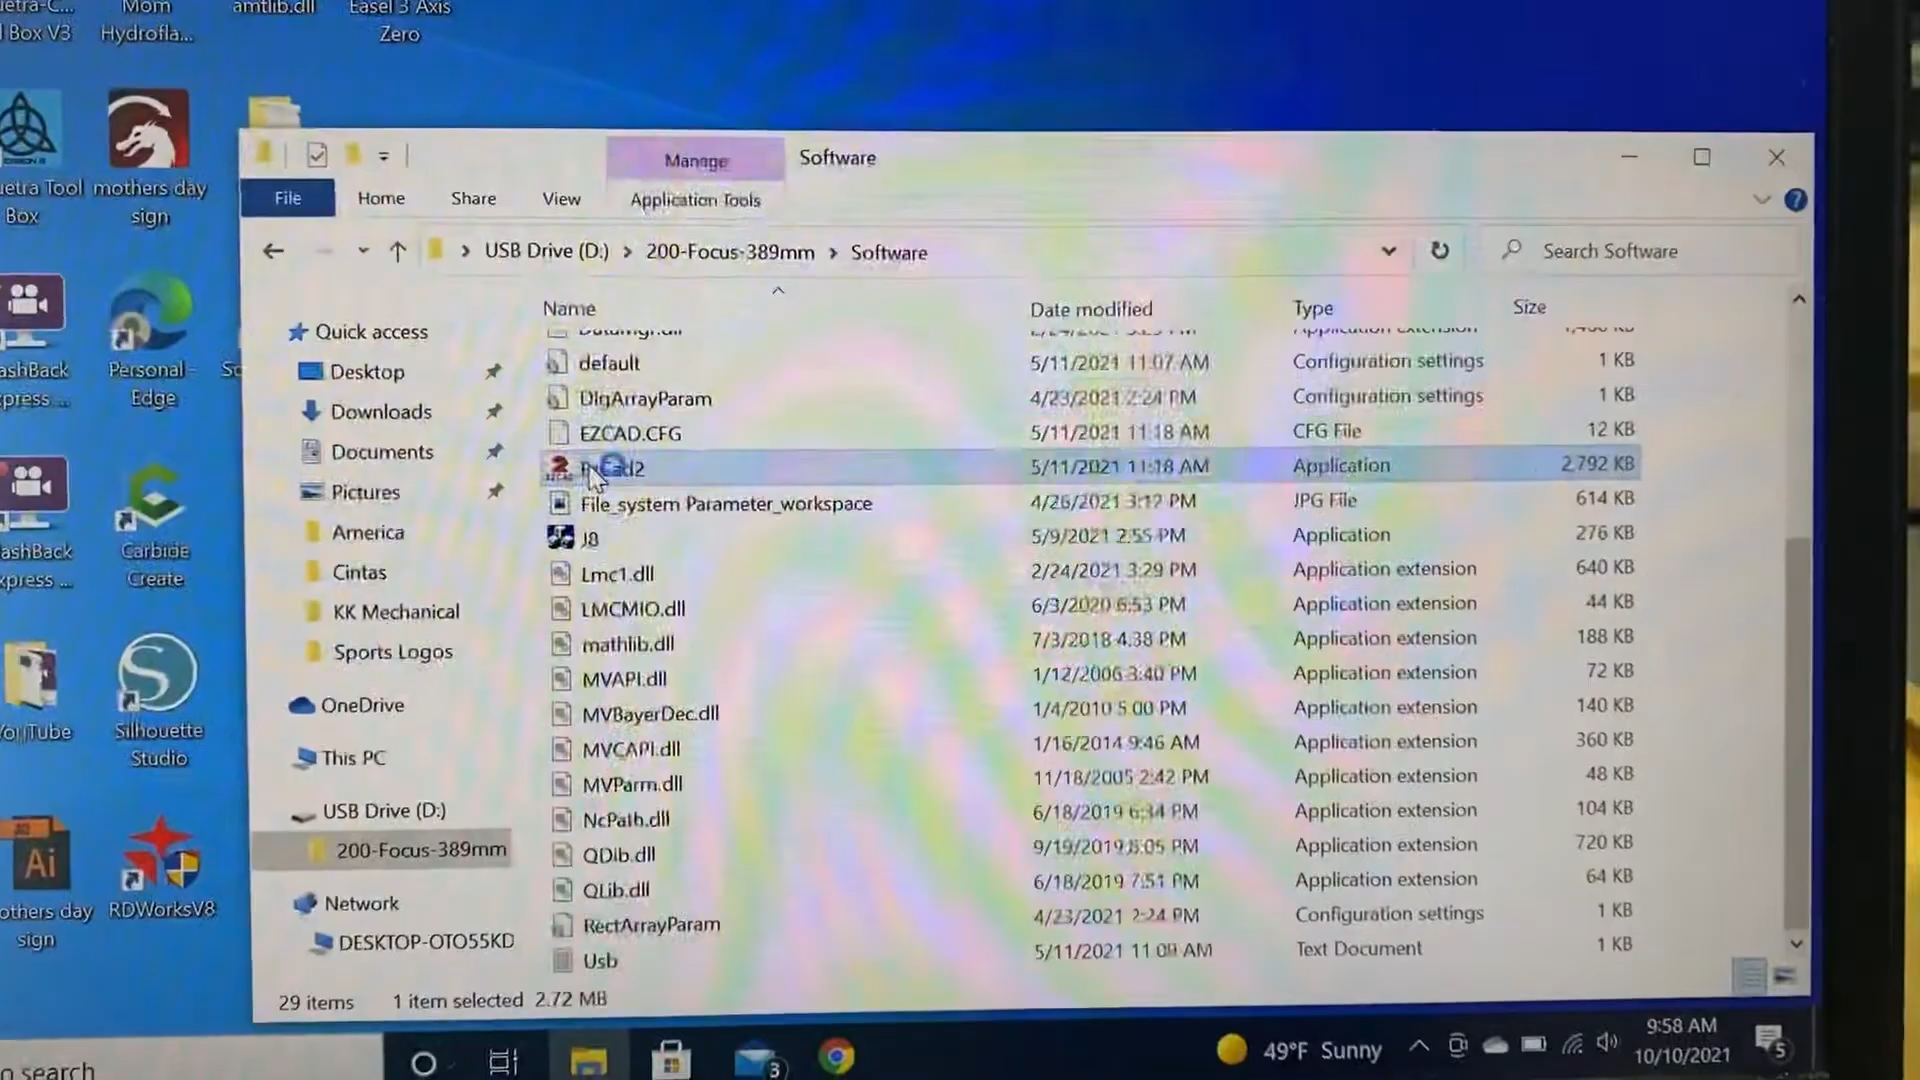 uetra-C... Mom amtlib.dll Easel 3 Axis
l Box V3 Hydrofla... Zero
uetra Tool mothers day
Box sign
Personal - Edge
Carbide
Create
YouTube
Silhouette
Studio
Ai
others day RDWorksV8
sign
Manage Software
File Home Share View Application Tools
USB Drive (D:) > 200-Focus-389mm > Software
Search Software
Name Date modified Type Size
Quick access
Desktop
Downloads
Documents
Pictures
America
Cintas
KK Mechanical
Sports Logos
OneDrive
This PC
USB Drive (D:)
200-Focus-389mm
Network
DESKTOP-OTO55KD
default 5/11/2021 11:07 AM Configuration settings 1 KB
DlgArrayParam 4/23/2021 2:24 PM Configuration settings 1 KB
EZCAD.CFG 5/11/2021 11:18 AM CFG File 12 KB
EzCad2 5/11/2021 11:18 AM Application 2,792 KB
File_system Parameter_workspace 4/26/2021 3:12 PM JPG File 614 KB
J8 5/9/2021 2:55 PM Application 276 KB
Lmc1.dll 2/24/2021 3:29 PM Application extension 640 KB
LMCMIO.dll 6/3/2020 6:53 PM Application extension 44 KB
mathlib.dll 7/3/2018 4:38 PM Application extension 188 KB
MVAPI.dll 1/12/2006 3:40 PM Application extension 72 KB
MVBayerDec.dll 1/4/2010 5:00 PM Application extension 140 KB
MVCAPI.dll 1/16/2014 9:46 AM Application extension 360 KB
MVParm.dll 11/18/2005 2:42 PM Application extension 48 KB
NcPath.dll 6/18/2019 6:34 PM Application extension 104 KB
QDib.dll 9/19/2019 8:05 PM Application extension 720 KB
QLib.dll 6/18/2019 7:51 PM Application extension 64 KB
RectArrayParam 4/23/2021 2:24 PM Configuration settings 1 KB
Usb 5/11/2021 11:09 AM Text Document 1 KB
29 items 1 item selected 2.72 MB
o search
3
49°F Sunny
9:58 AM
10/10/2021
5